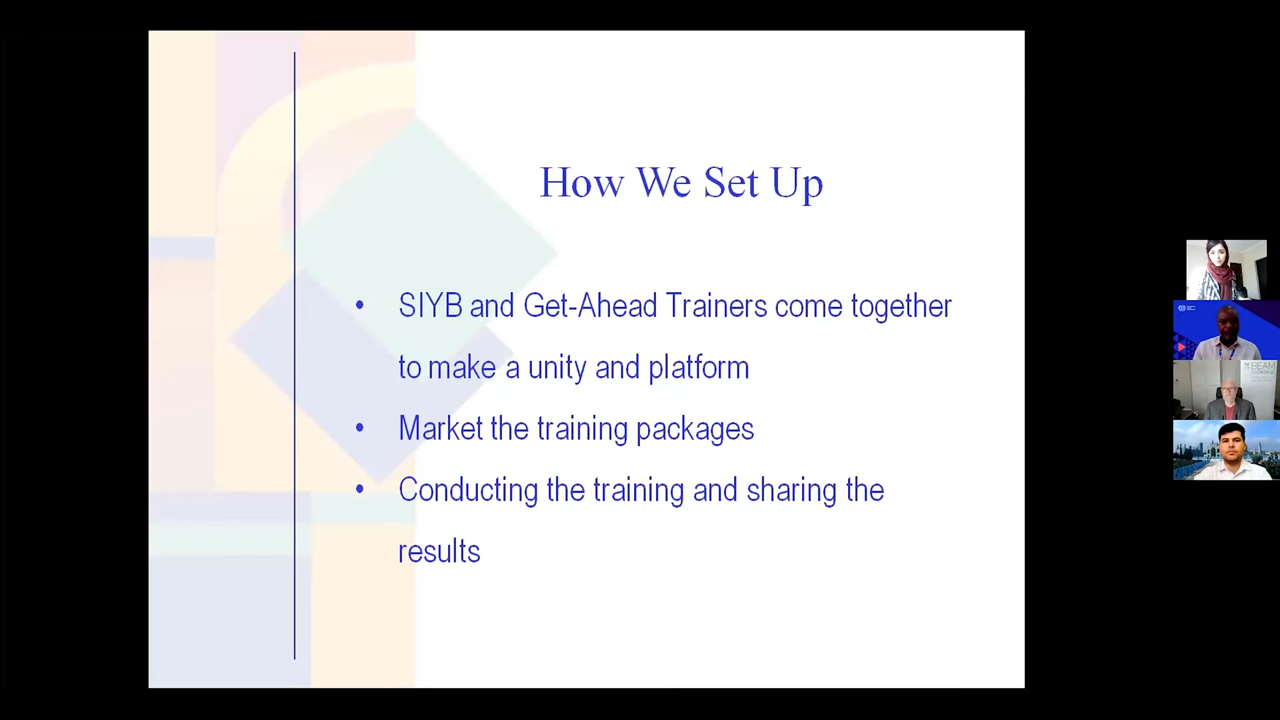 How We Set Up
• SIYB and Get-Ahead Trainers come together
to make a unity and platform
• Market the training packages
• Conducting the training and sharing the
results
BEAM